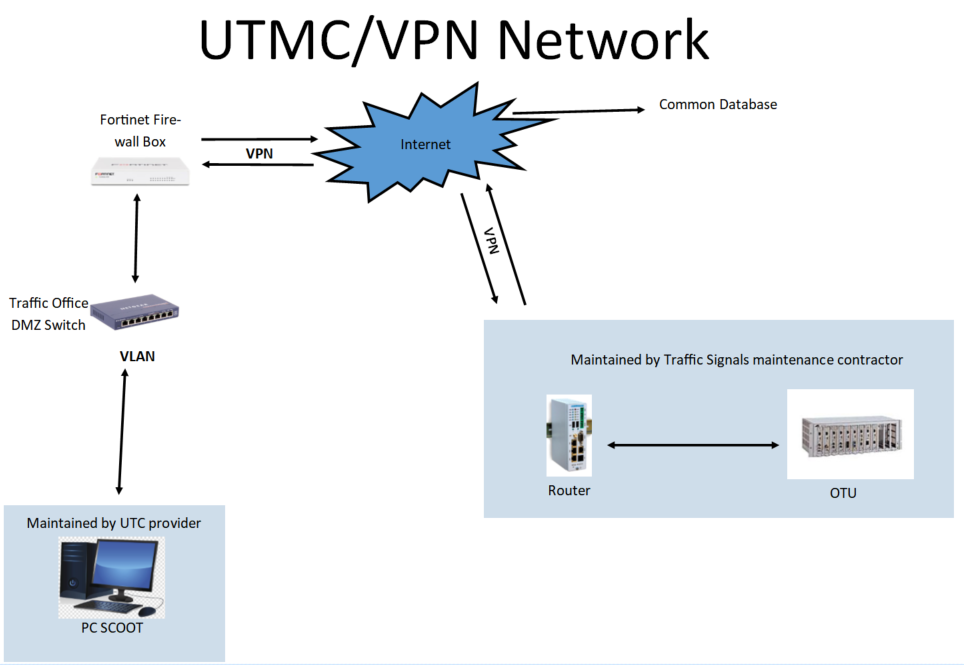 UTMC/VPN Network
Common Database
Fortinet Fire-
wall Box
Internet
VPN
VPN
Traffic Office
DMZ Switch
VLAN
Maintained by Traffic Signals maintenance contractor
Router
OTU
Maintained by UTC provider
PC SCOOT